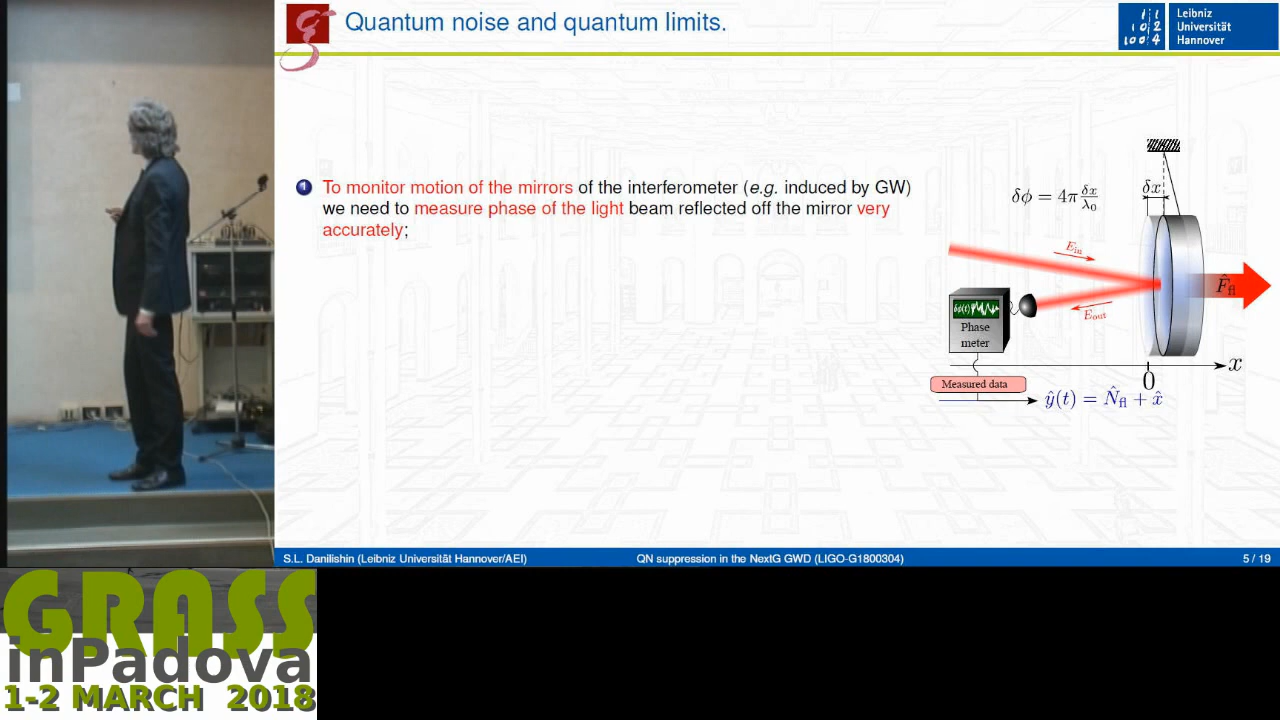 Quantum noise and quantum limits.
Leibniz
Universität
Hannover
1 To monitor motion of the mirrors of the interferometer (e.g. induced by GW)
we need to measure phase of the light beam reflected off the mirror very
accurately;
δφ = 4π δx/λ₀
δx
E_in
E_out
F̂_fl
δφ(t)
Phase
meter
Measured data
0
x
ŷ(t) = N̂_fl + x̂
S.L. Danilishin (Leibniz Universität Hannover/AEI) QN suppression in the NextG GWD (LIGO-G1800304) 5 / 19
GRASS
inPadova
1-2 MARCH 2018